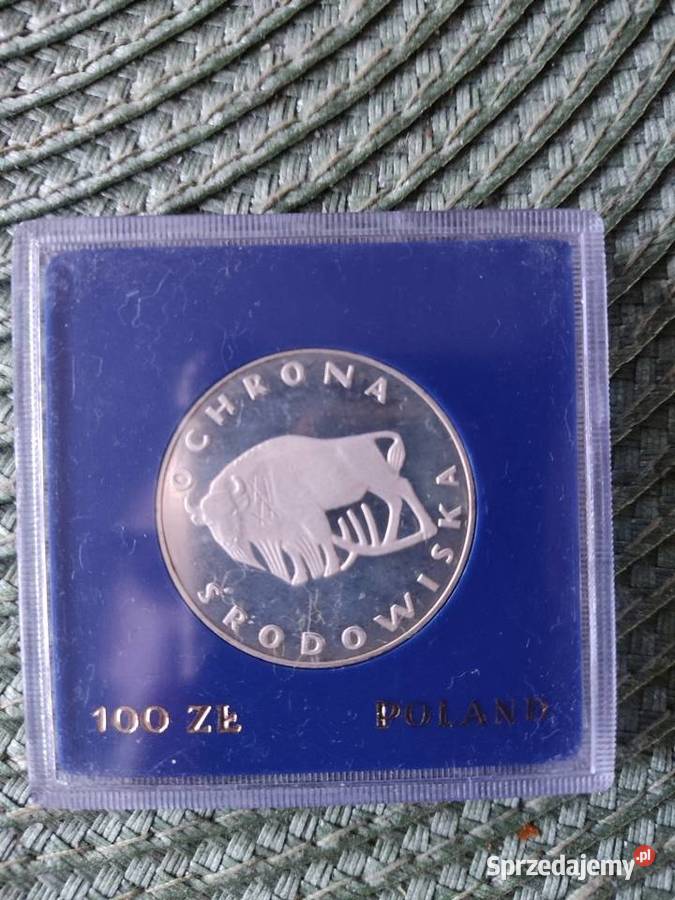 OCHRONA
ŚRODOWISKA
100 ZŁ
POLAND
Sprzedajemy.pl